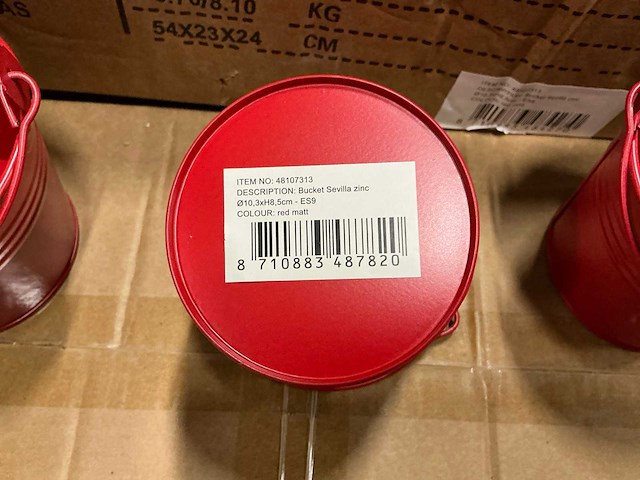 KG
54X23X24 CM
ITEM NO: 48107313
DESCRIPTION: Bucket Sevilla zinc
Ø10,3xH8,5cm - ES9
COLOUR: red matt
8 710883 487820